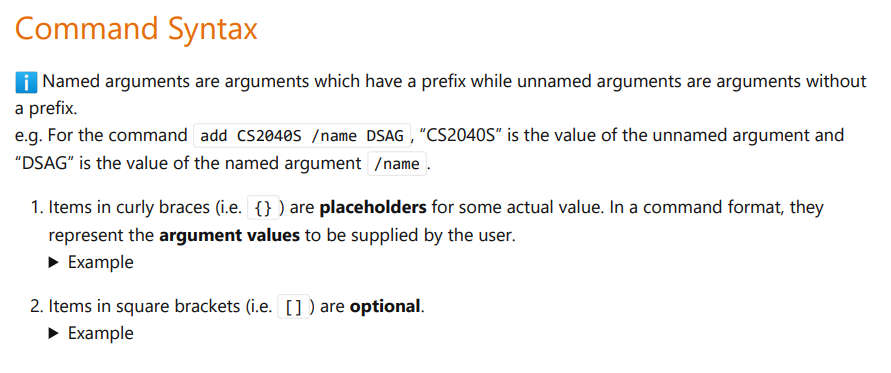 Command Syntax
ℹ Named arguments are arguments which have a prefix while unnamed arguments are arguments without
a prefix.
e.g. For the command add CS2040S /name DSAG , “CS2040S” is the value of the unnamed argument and
“DSAG” is the value of the named argument /name .
1. Items in curly braces (i.e. {} ) are placeholders for some actual value. In a command format, they
represent the argument values to be supplied by the user.
▶ Example
2. Items in square brackets (i.e. [] ) are optional.
▶ Example